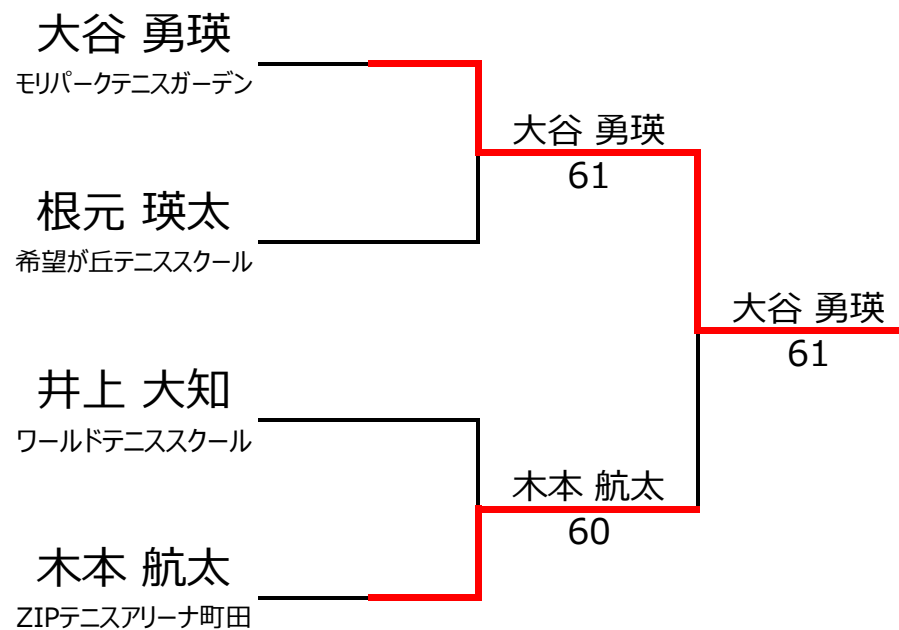 大谷 勇瑛
モリパークテニスガーデン
根元 瑛太
希望が丘テニススクール
井上 大知
ワールドテニススクール
木本 航太
ZIPテニスアリーナ町田
大谷 勇瑛
61
木本 航太
60
大谷 勇瑛
61